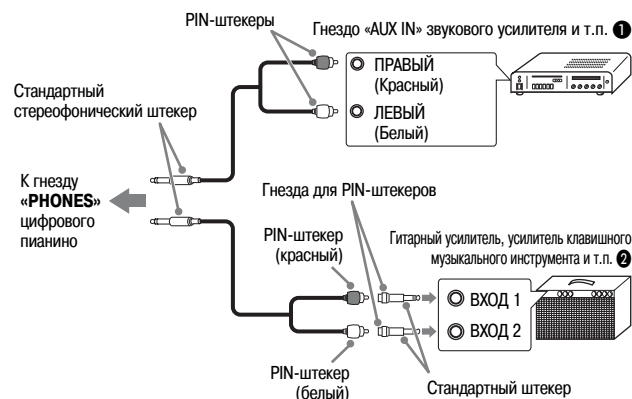 PIN-штекеры
Гнездо «AUX IN» звукового усилителя и т.п. ❶
ПРАВЫЙ
(Красный)
ЛЕВЫЙ
(Белый)
Стандартный
стереофонический штекер
К гнезду
«PHONES»
цифрового
пианино
Гнезда для PIN-штекеров
PIN-штекер
(красный)
Гитарный усилитель, усилитель клавишного
музыкального инструмента и т.п. ❷
ВХОД 1
ВХОД 2
PIN-штекер
(белый)
Стандартный штекер